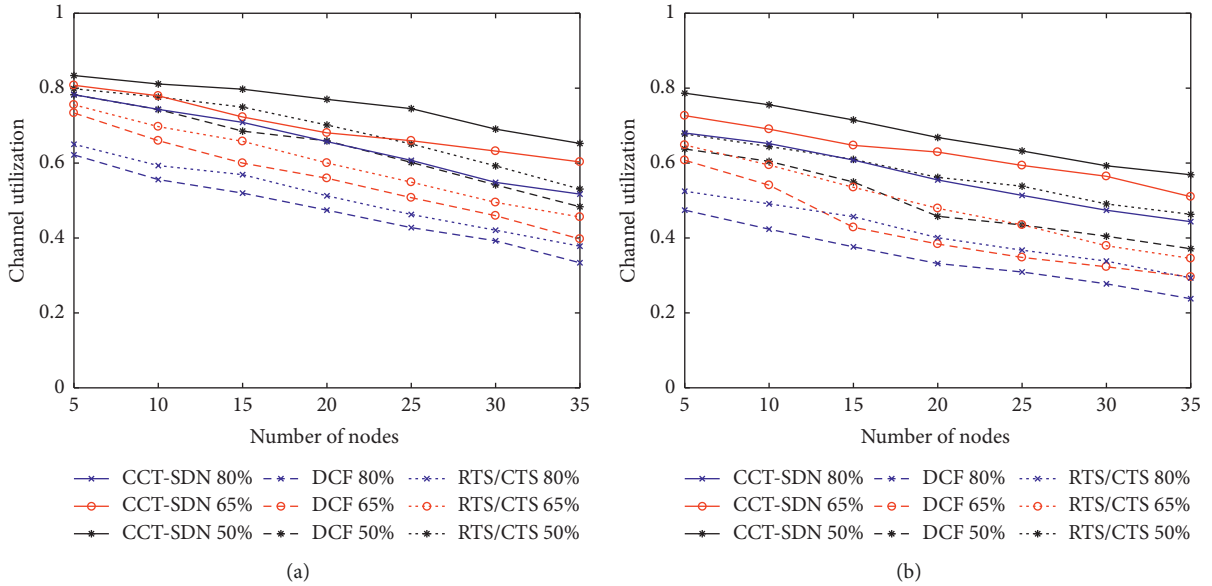 1
0.8
0.6
0.4
0.2
0
Channel utilization
5 10 15 20 25 30 35
Number of nodes
CCT-SDN 80% DCF 80% RTS/CTS 80%
CCT-SDN 65% DCF 65% RTS/CTS 65%
CCT-SDN 50% DCF 50% RTS/CTS 50%
(a)
1
0.8
0.6
0.4
0.2
0
Channel utilization
5 10 15 20 25 30 35
Number of nodes
CCT-SDN 80% DCF 80% RTS/CTS 80%
CCT-SDN 65% DCF 65% RTS/CTS 65%
CCT-SDN 50% DCF 50% RTS/CTS 50%
(b)